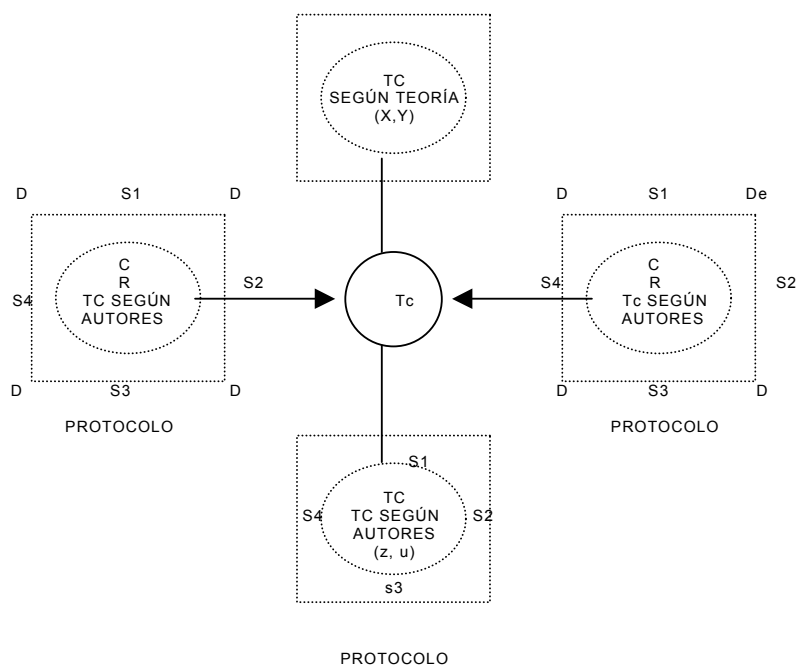 TC
SEGÚN TEORÍA
(X,Y)
D S1 D
D S1 De
C
R
TC SEGÚN
AUTORES
S4
S2
Tc
S4
C
R
Tc SEGÚN
AUTORES
S2
D S3 D
D S3 D
PROTOCOLO
PROTOCOLO
S1
TC
S4 TC SEGÚN S2
AUTORES
(z, u)
s3
PROTOCOLO